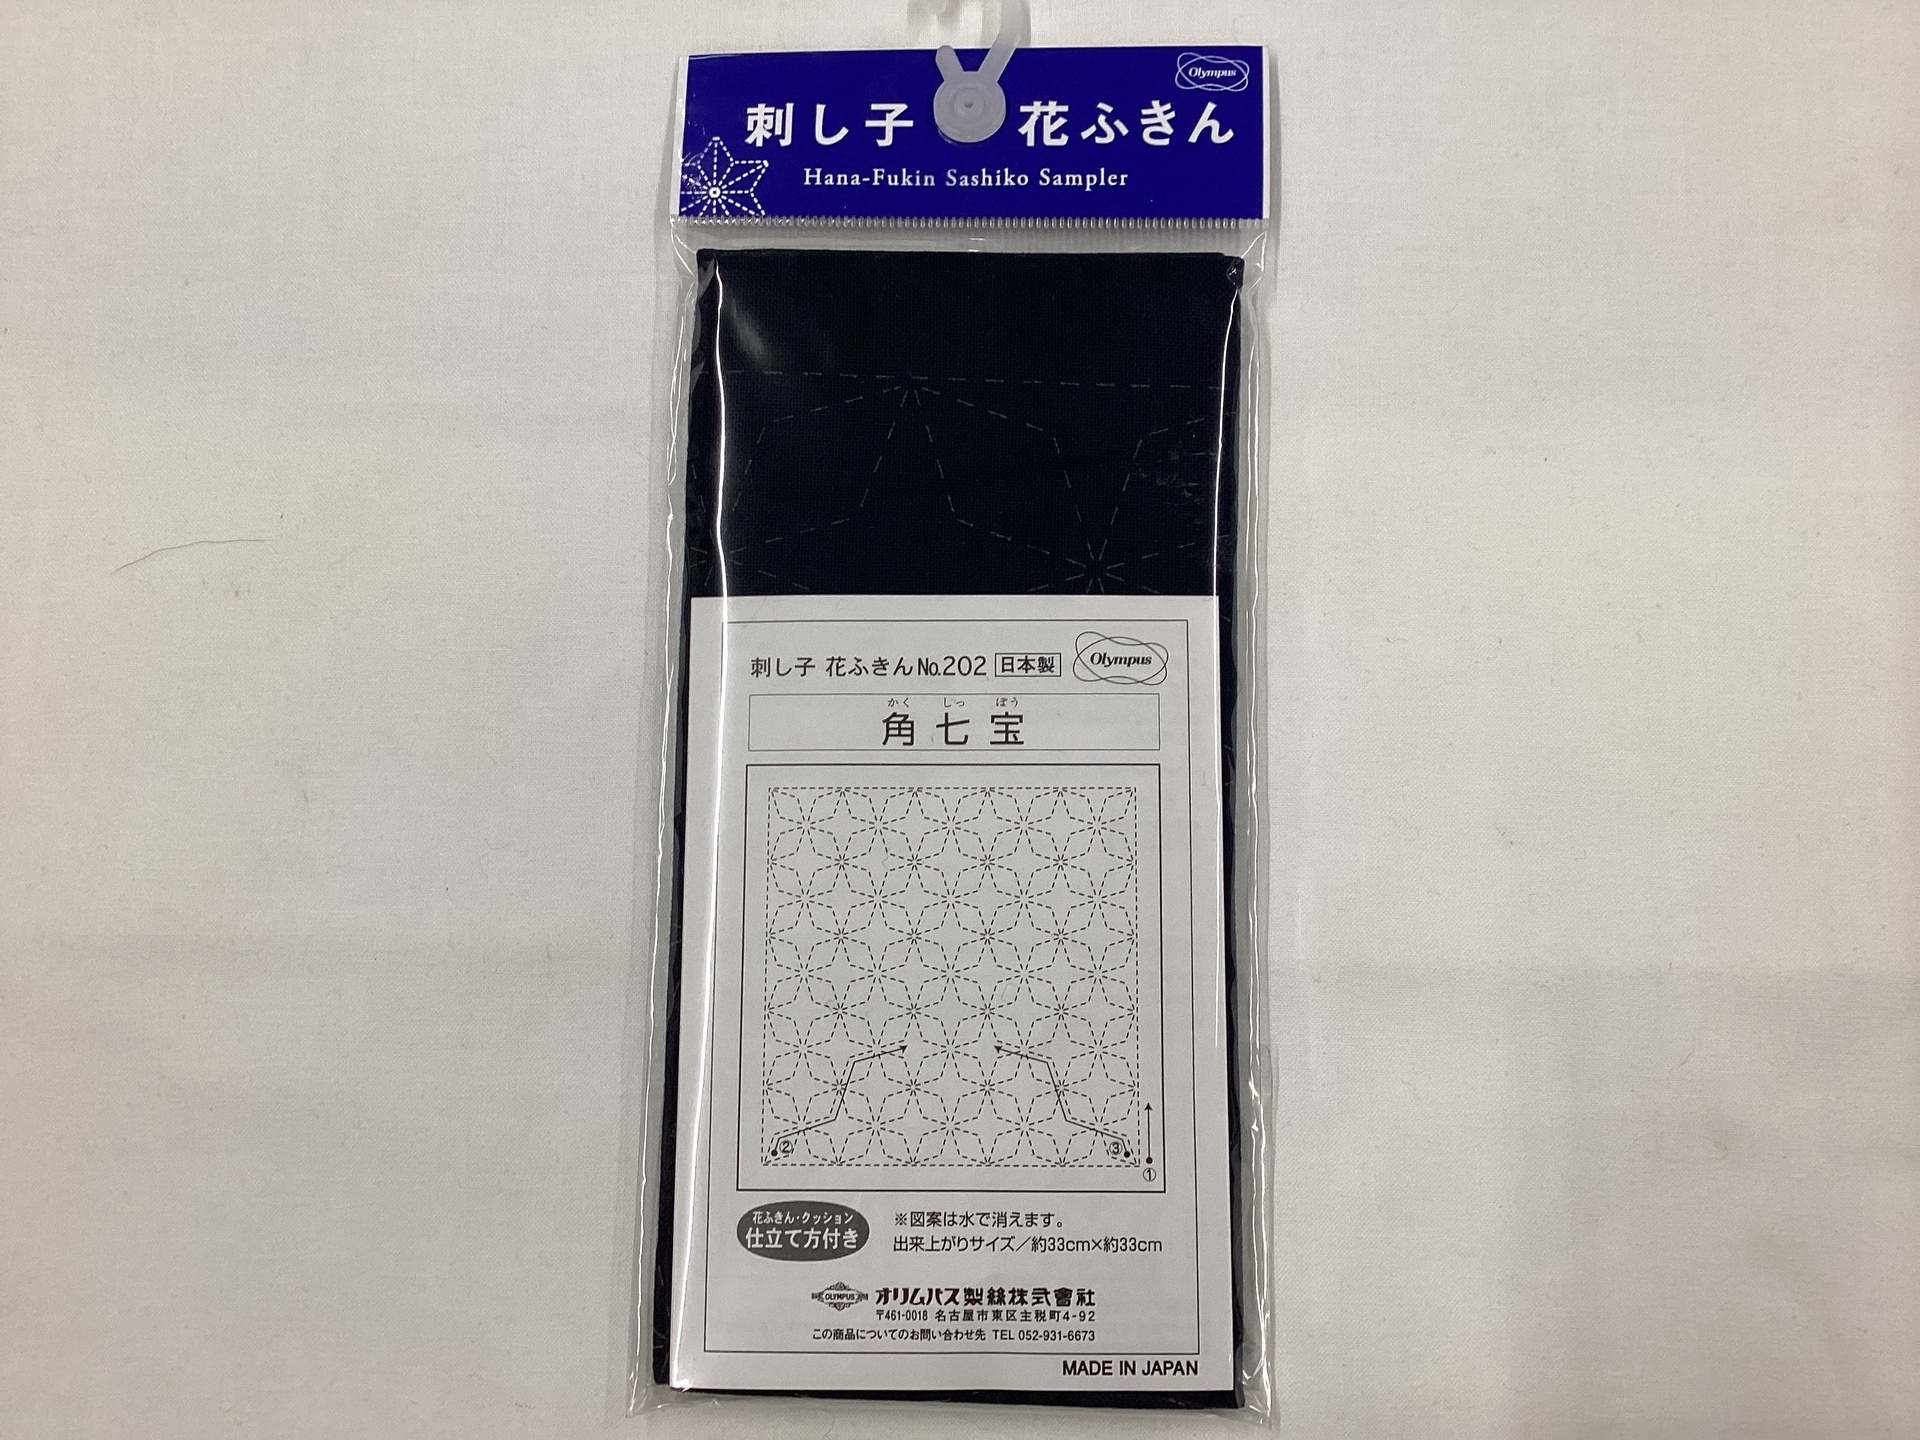 Olympus
刺し子 花ふきん
Hana-Fukin Sashiko Sampler
刺し子 花ふきんNo.202 日本製 Olympus
かく しっ ぽう
角七宝
② ③
①
花ふきん・クッション
仕立て方付き
※図案は水で消えます。
出来上がりサイズ/約33cm×約33cm
OLYMPUS オリムパス製絲株式會社
〒461-0018 名古屋市東区主税町4-92
この商品についてのお問い合わせ先 TEL 052-931-6673
MADE IN JAPAN